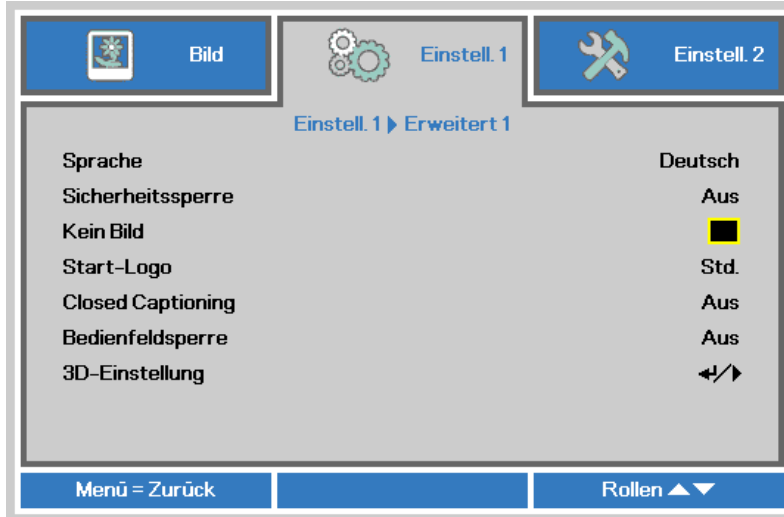 Bild
Einstell. 1
Einstell. 2
Einstell. 1 Erweitert 1
Sprache Deutsch
Sicherheitssperre Aus
Kein Bild
Start-Logo Std.
Closed Captioning Aus
Bedienfeldsperre Aus
3D-Einstellung /
Menü = Zurück
Rollen